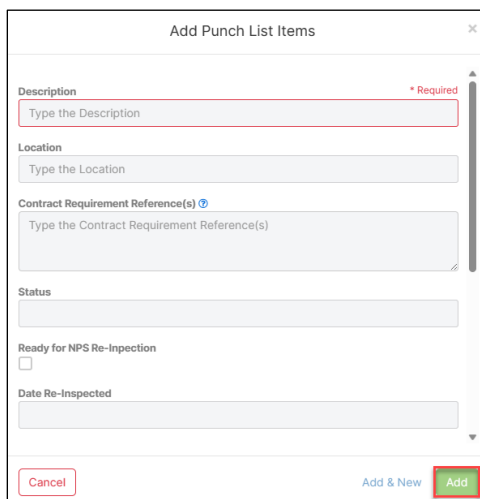 Add Punch List Items ×
Description * Required
Type the Description
Location
Type the Location
Contract Requirement Reference(s) ?
Type the Contract Requirement Reference(s)
Status
Ready for NPS Re-Inpection
Date Re-Inspected
Cancel Add & New Add